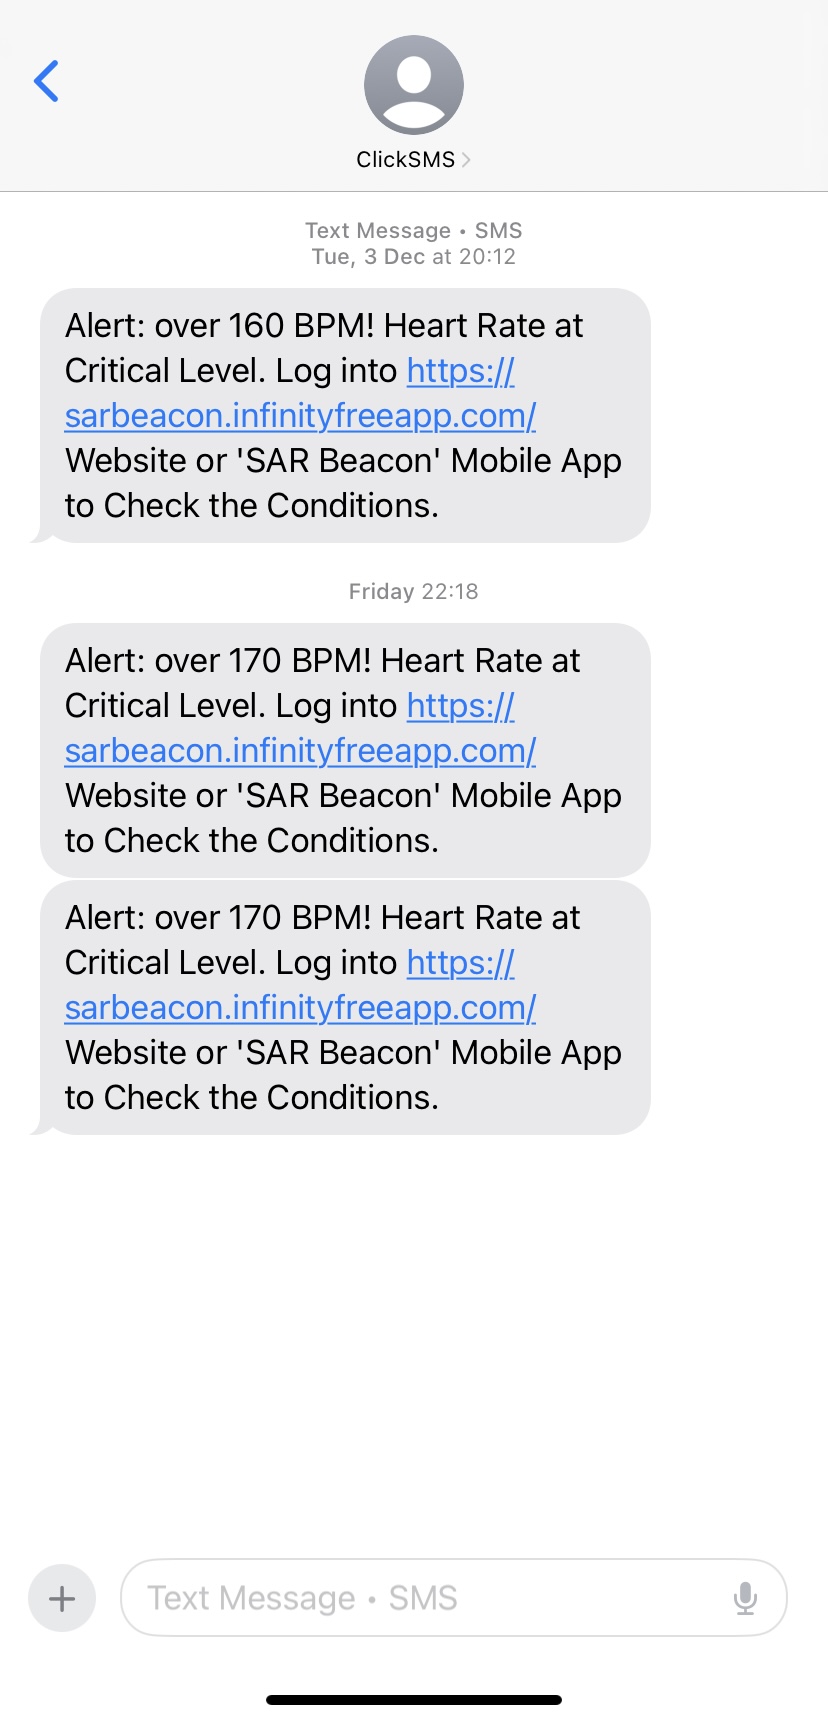 ClickSMS
Text Message • SMS
Tue, 3 Dec at 20:12
Alert: over 160 BPM! Heart Rate at
Critical Level. Log into https://
sarbeacon.infinityfreeapp.com/
Website or 'SAR Beacon' Mobile App
to Check the Conditions.
Friday 22:18
Alert: over 170 BPM! Heart Rate at
Critical Level. Log into https://
sarbeacon.infinityfreeapp.com/
Website or 'SAR Beacon' Mobile App
to Check the Conditions.
Alert: over 170 BPM! Heart Rate at
Critical Level. Log into https://
sarbeacon.infinityfreeapp.com/
Website or 'SAR Beacon' Mobile App
to Check the Conditions.
Text Message • SMS